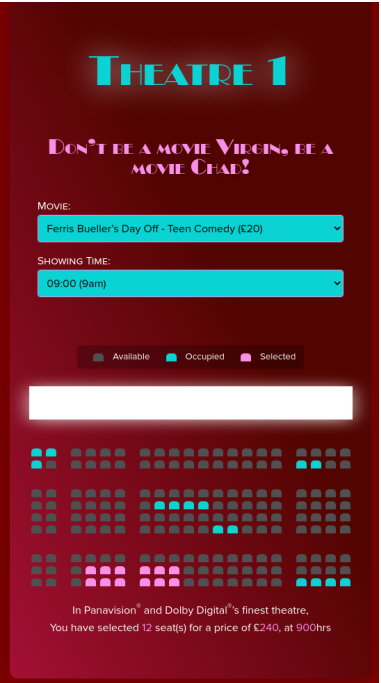 Theatre 1
Don't be a movie Virgin, be a
movie Chad!
Movie:
Ferris Bueller's Day Off - Teen Comedy (£20)
Showing Time:
09:00 (9am)
Available Occupied Selected
In Panavision® and Dolby Digital®'s finest theatre,
You have selected 12 seat(s) for a price of £240, at 900hrs